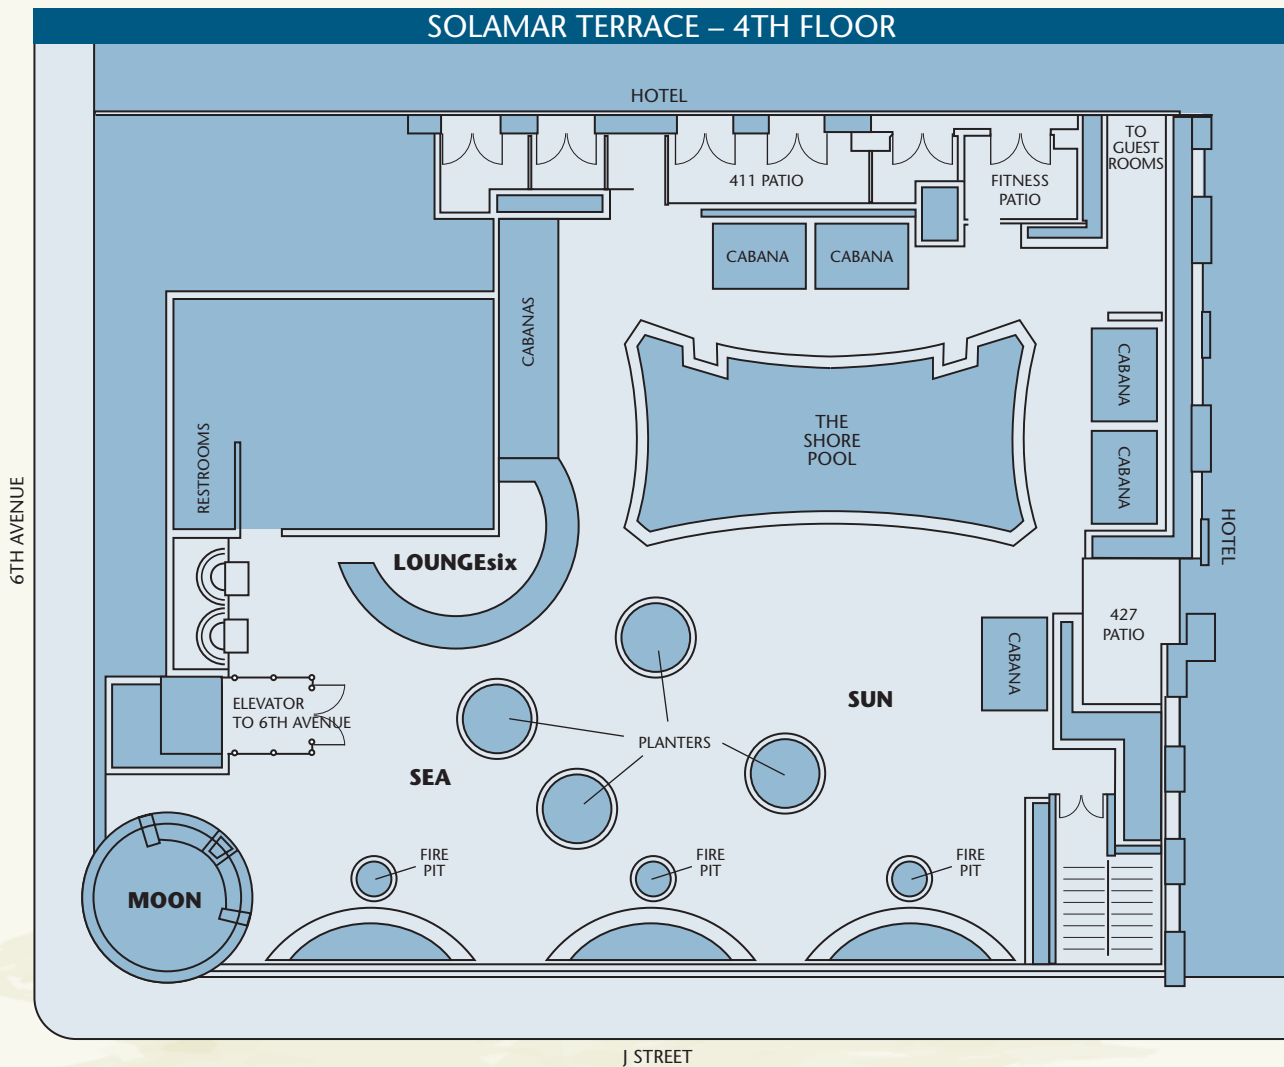 SOLAMAR TERRACE – 4TH FLOOR
HOTEL
TO
GUEST
ROOMS
411 PATIO
FITNESS
PATIO
CABANA
CABANA
CABANAS
CABANA
THE
SHORE
POOL
RESTROOMS
CABANA
6TH AVENUE
HOTEL
LOUNGEsix
427
PATIO
CABANA
ELEVATOR
TO 6TH AVENUE
SUN
PLANTERS
SEA
FIRE
PIT
FIRE
PIT
FIRE
PIT
MOON
J STREET